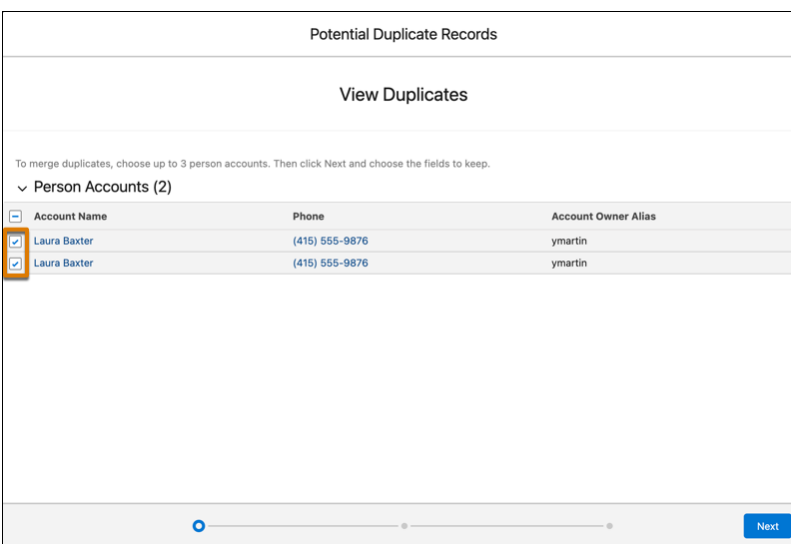 Potential Duplicate Records
View Duplicates
To merge duplicates, choose up to 3 person accounts. Then click Next and choose the fields to keep.
Person Accounts (2)
Account Name Phone Account Owner Alias
Laura Baxter (415) 555-9876 ymartin
Laura Baxter (415) 555-9876 ymartin
Next